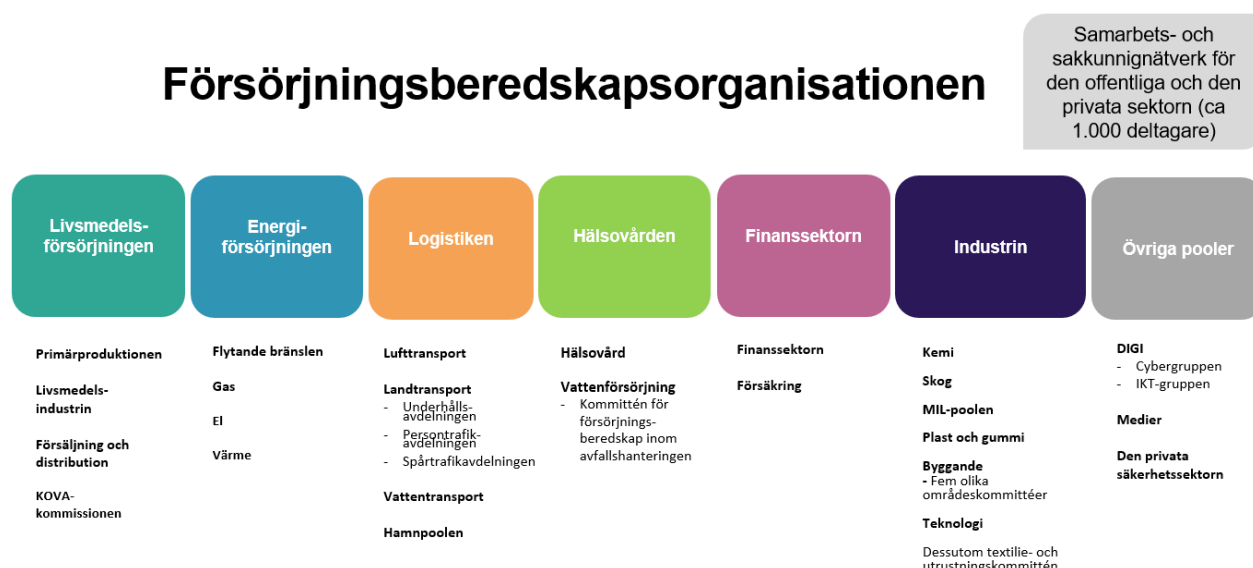 Försörjningsberedskapsorganisationen
Samarbets- och
sakkunnignätverk för
den offentliga och den
privata sektorn (ca
1.000 deltagare)
Livsmedels-
försörjningen
Energi-
försörjningen
Logistiken
Hälsovården
Finanssektorn
Industrin
Övriga pooler
Primärproduktionen
Livsmedels-
industrin
Försäljning och
distribution
KOVA-
kommissionen
Flytande bränslen
Gas
El
Värme
Lufttransport
Landtransport
- Underhålls-
avdelningen
- Persontrafik-
avdelningen
- Spårtrafikavdelningen
Vattentransport
Hamnpoolen
Hälsovård
Vattenförsörjning
- Kommittén för
försörjnings-
beredskap inom
avfallshanteringen
Finanssektorn
Försäkring
Kemi
Skog
MIL-poolen
Plast och gummi
Byggande
- Fem olika
områdeskommittéer
Teknologi
Dessutom textilie- och
utrustningskommittén
DIGI
- Cybergruppen
- IKT-gruppen
Medier
Den privata
säkerhetssektorn